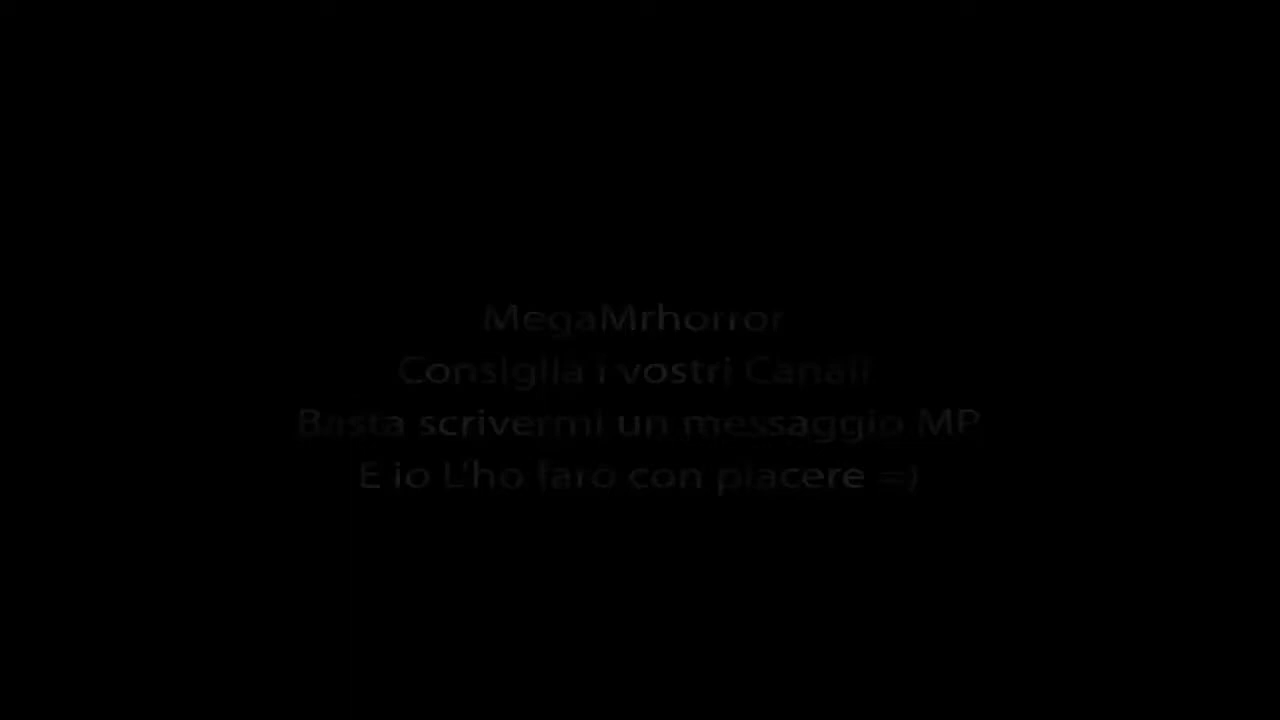 MegaMrhorror
Consiglia i vostri Canali
Basta scrivermi un messaggio MP
E io L'ho farò con piacere =)